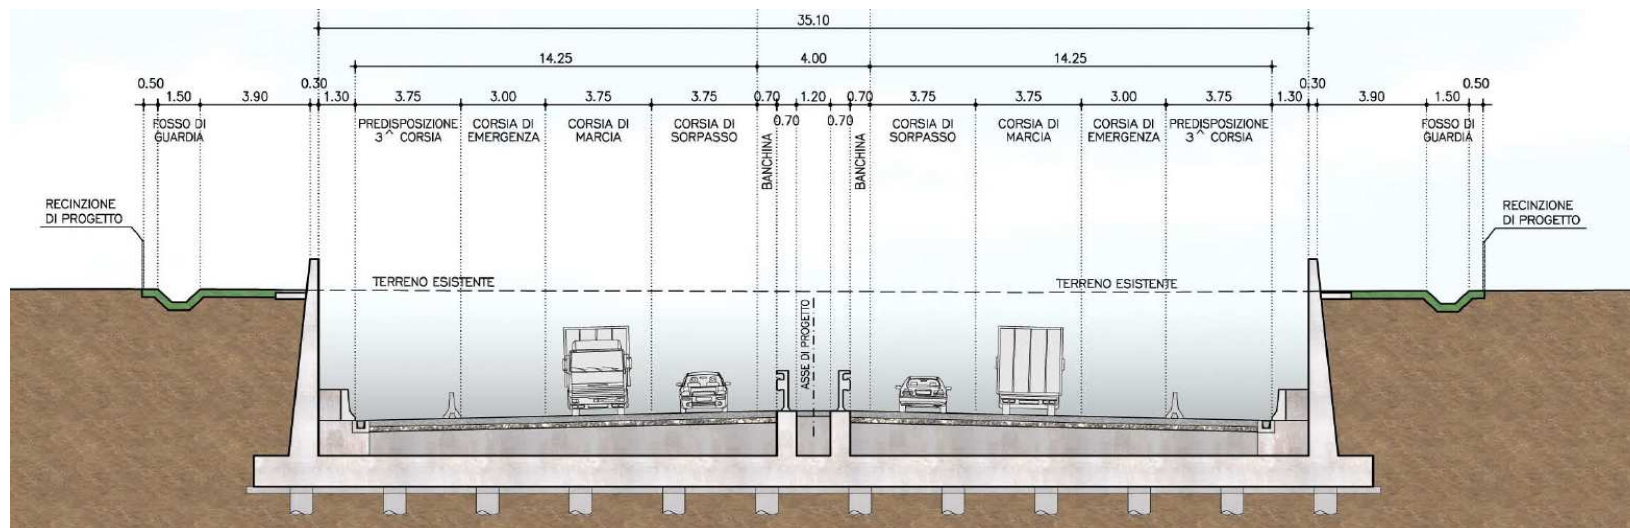 35.10
14.25 4.00 14.25
0.50 1.50 3.90 0.30 1.30 3.75 3.00 3.75 3.75 0.70 0.70 1.20 0.70 0.70 3.75 3.75 3.00 3.75 1.30 0.30 3.90 1.50 0.50
FOSSO DI
GUARDIA
PREDISPOSIZIONE
3^ CORSIA
CORSIA DI
EMERGENZA
CORSIA DI
MARCIA
CORSIA DI
SORPASSO
BANCHINA
BANCHINA
CORSIA DI
SORPASSO
CORSIA DI
MARCIA
CORSIA DI
EMERGENZA
PREDISPOSIZIONE
3^ CORSIA
FOSSO DI
GUARDIA
RECINZIONE
DI PROGETTO
RECINZIONE
DI PROGETTO
TERRENO ESISTENTE
TERRENO ESISTENTE
ASSE DI PROGETTO